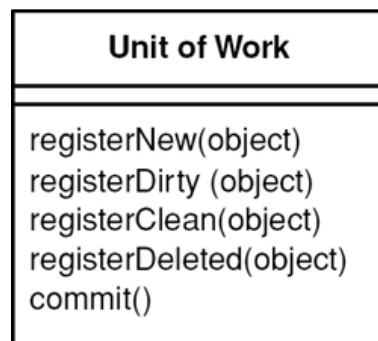 Unit of Work
registerNew(object)
registerDirty (object)
registerClean(object)
registerDeleted(object)
commit()